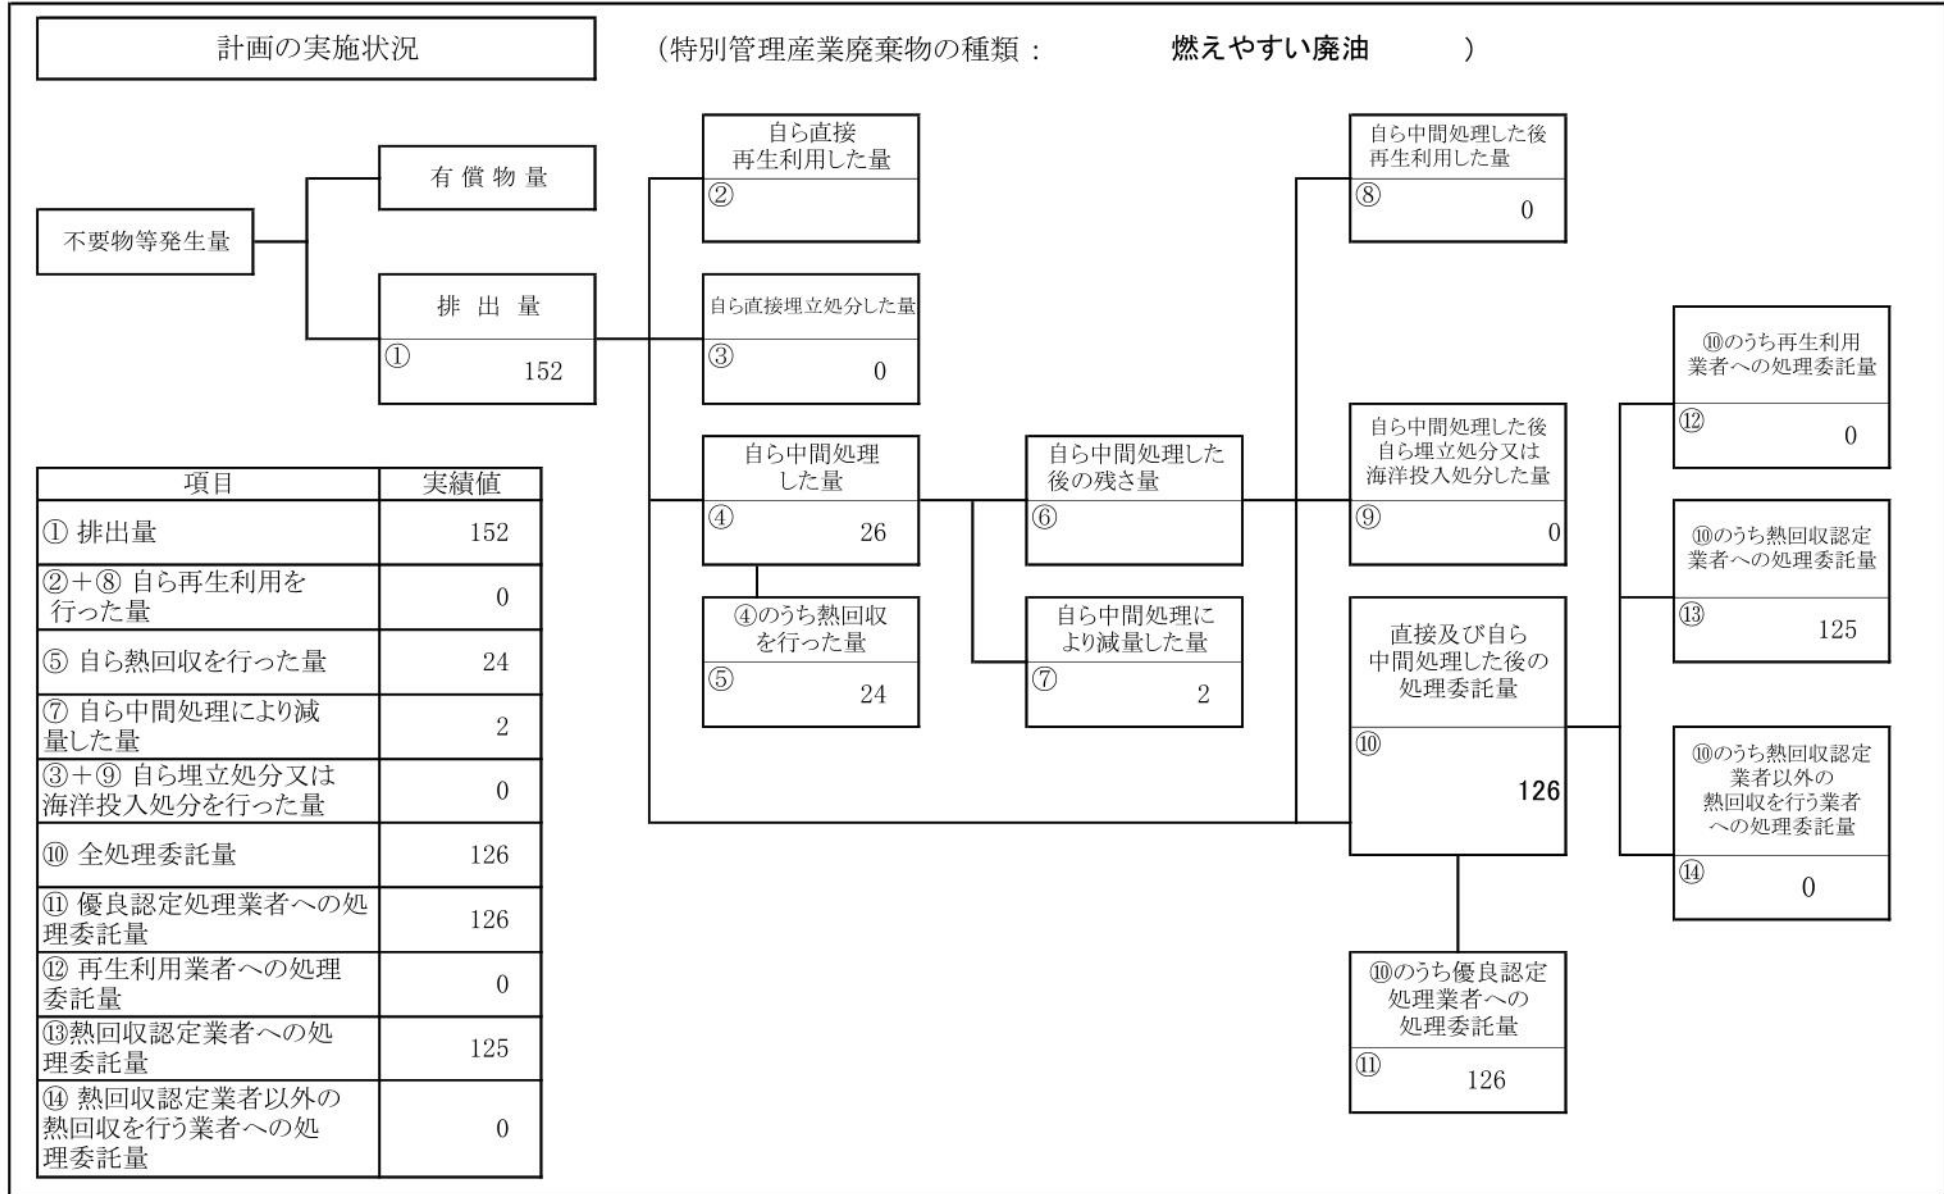 計画の実施状況
（特別管理産業廃棄物の種類： 燃えやすい廃油 ）
不要物等発生量
有償物量
排出量
① 152
自ら直接
再生利用した量
②
自ら直接埋立処分した量
③ 0
自ら中間処理
した量
④ 26
④のうち熱回収
を行った量
⑤ 24
自ら中間処理した
後の残さ量
⑥
自ら中間処理に
より減量した量
⑦ 2
自ら中間処理した後
再生利用した量
⑧ 0
自ら中間処理した後
自ら埋立処分又は
海洋投入処分した量
⑨ 0
直接及び自ら
中間処理した後の
処理委託量
⑩
126
⑩のうち優良認定
処理業者への
処理委託量
⑪ 126
⑩のうち再生利用
業者への処理委託量
⑫ 0
⑩のうち熱回収認定
業者への処理委託量
⑬ 125
⑩のうち熱回収認定
業者以外の
熱回収を行う業者
への処理委託量
⑭ 0
項目 実績値
① 排出量 152
②＋⑧ 自ら再生利用を
行った量 0
⑤ 自ら熱回収を行った量 24
⑦ 自ら中間処理により減
量した量 2
③＋⑨ 自ら埋立処分又は
海洋投入処分を行った量 0
⑩ 全処理委託量 126
⑪ 優良認定処理業者への処
理委託量 126
⑫ 再生利用業者への処理
委託量 0
⑬熱回収認定業者への処
理委託量 125
⑭ 熱回収認定業者以外の
熱回収を行う業者への処
理委託量 0